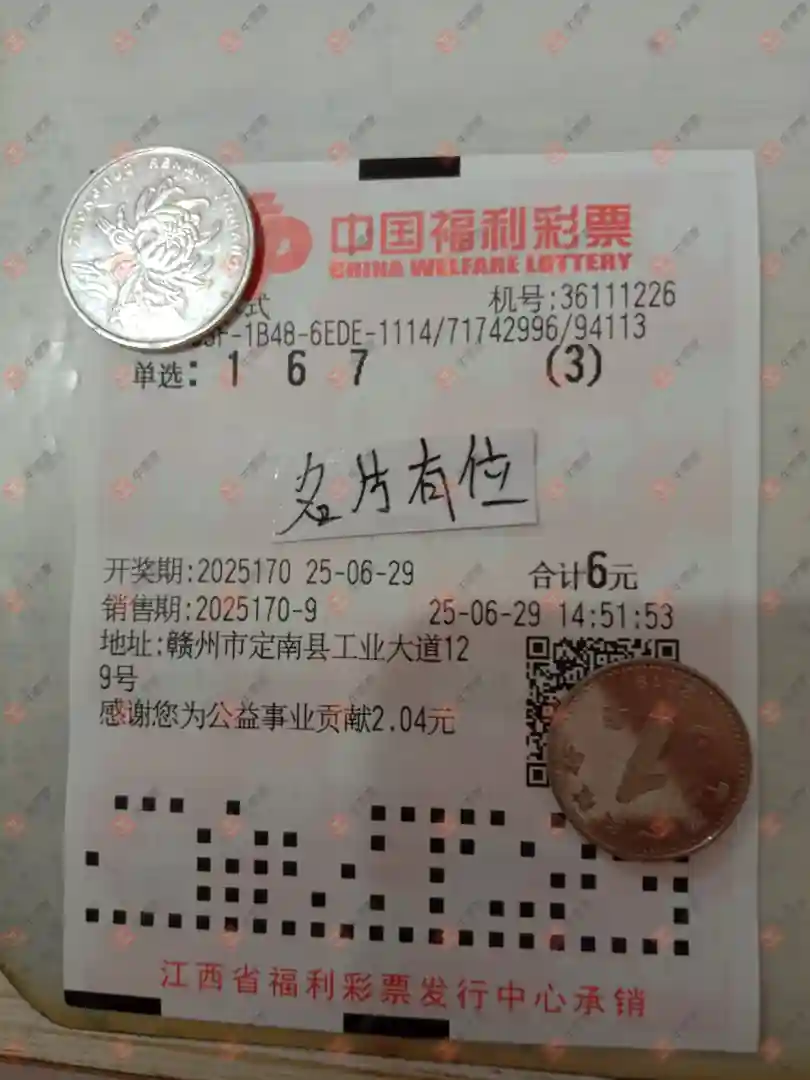 中国福利彩票
CHINA WELFARE LOTTERY
式 机号:36111226
-1B48-6EDE-1114/71742996/94113
单选: 1 6 7 (3)
名片有位
开奖期:2025170 25-06-29 合计6元
销售期:2025170-9 25-06-29 14:51:53
地址:赣州市定南县工业大道12
9号
感谢您为公益事业贡献2.04元
江西省福利彩票发行中心承销